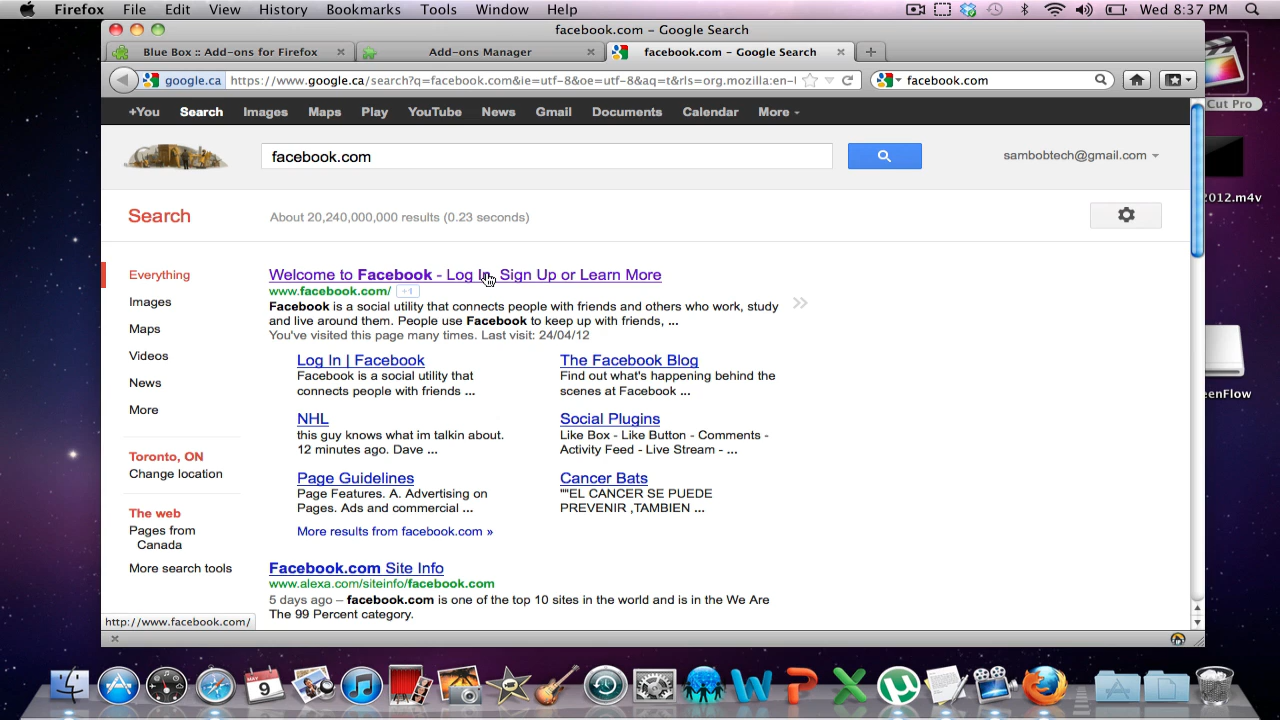 Firefox File Edit View History Bookmarks Tools Window Help Wed 8:37 PM
facebook.com - Google Search
Blue Box :: Add-ons for Firefox Add-ons Manager facebook.com - Google Search
google.ca https://www.google.ca/search?q=facebook.com&ie=utf-8&oe=utf-8&aq=t&rls=org.mozilla:en- facebook.com
+You Search Images Maps Play YouTube News Gmail Documents Calendar More
facebook.com sambobtech@gmail.com
Search About 20,240,000,000 results (0.23 seconds)
Everything
Images
Maps
Videos
News
More
Toronto, ON
Change location
The web
Pages from
Canada
More search tools
Welcome to Facebook - Log In, Sign Up or Learn More
www.facebook.com/ +1
Facebook is a social utility that connects people with friends and others who work, study
and live around them. People use Facebook to keep up with friends, ...
You've visited this page many times. Last visit: 24/04/12
Log In | Facebook
Facebook is a social utility that
connects people with friends ...
The Facebook Blog
Find out what's happening behind the
scenes at Facebook ...
NHL
this guy knows what im talkin about.
12 minutes ago. Dave ...
Social Plugins
Like Box - Like Button - Comments -
Activity Feed - Live Stream - ...
Page Guidelines
Page Features. A. Advertising on
Pages. Ads and commercial ...
Cancer Bats
""EL CANCER SE PUEDE
PREVENIR ,TAMBIEN ...
More results from facebook.com »
Facebook.com Site Info
www.alexa.com/siteinfo/facebook.com
5 days ago – facebook.com is one of the top 10 sites in the world and is in the We Are
The 99 Percent category.
http://www.facebook.com/
Cut Pro
2012.m4v
eenFlow
MAY
9